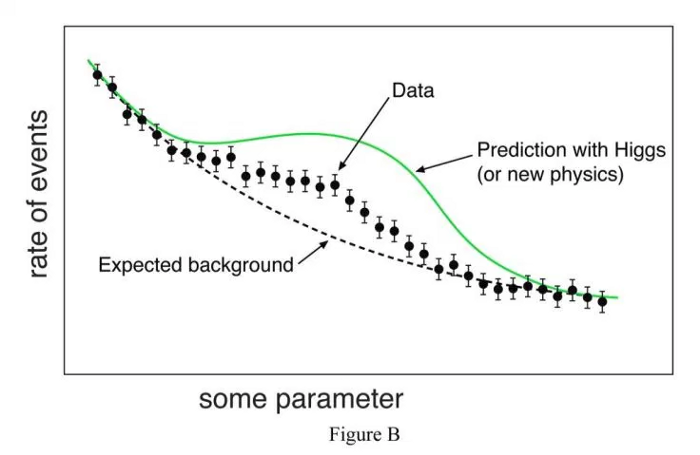 Data
Prediction with Higgs
(or new physics)
rate of events
Expected background
some parameter
Figure B